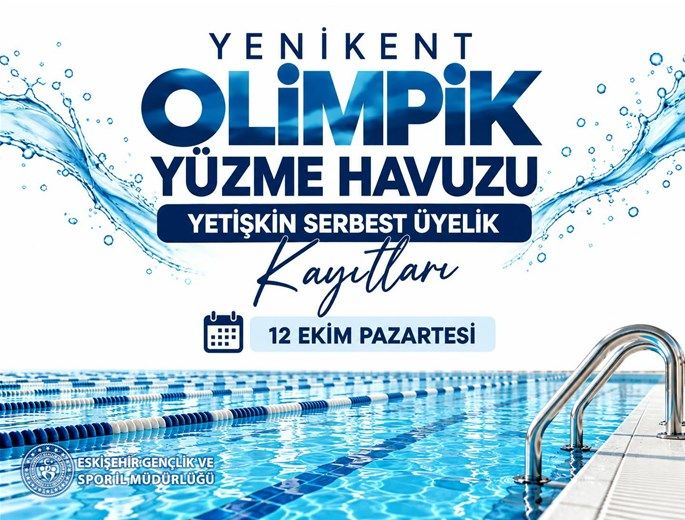 YENİKENT
OLİMPİK
YÜZME HAVUZU
YETİŞKİN SERBEST ÜYELİK
Kayıtları
12 EKİM PAZARTESİ
ESKİŞEHİR GENÇLİK VE
SPOR İL MÜDÜRLÜĞÜ